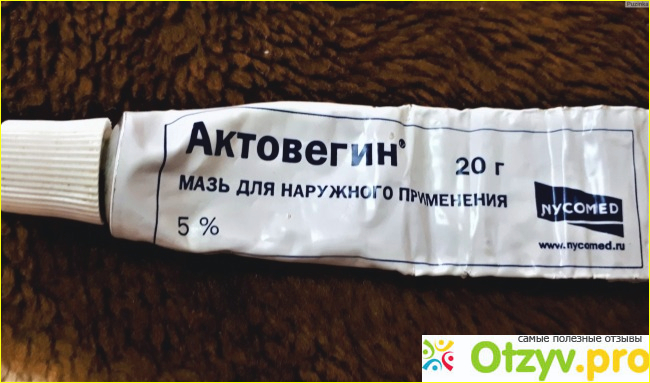 Актовегин®
20 г
МАЗЬ ДЛЯ НАРУЖНОГО ПРИМЕНЕНИЯ
5 %
NYCOMED
www.nycomed.ru
самые полезные отзывы
Otzyv.pro